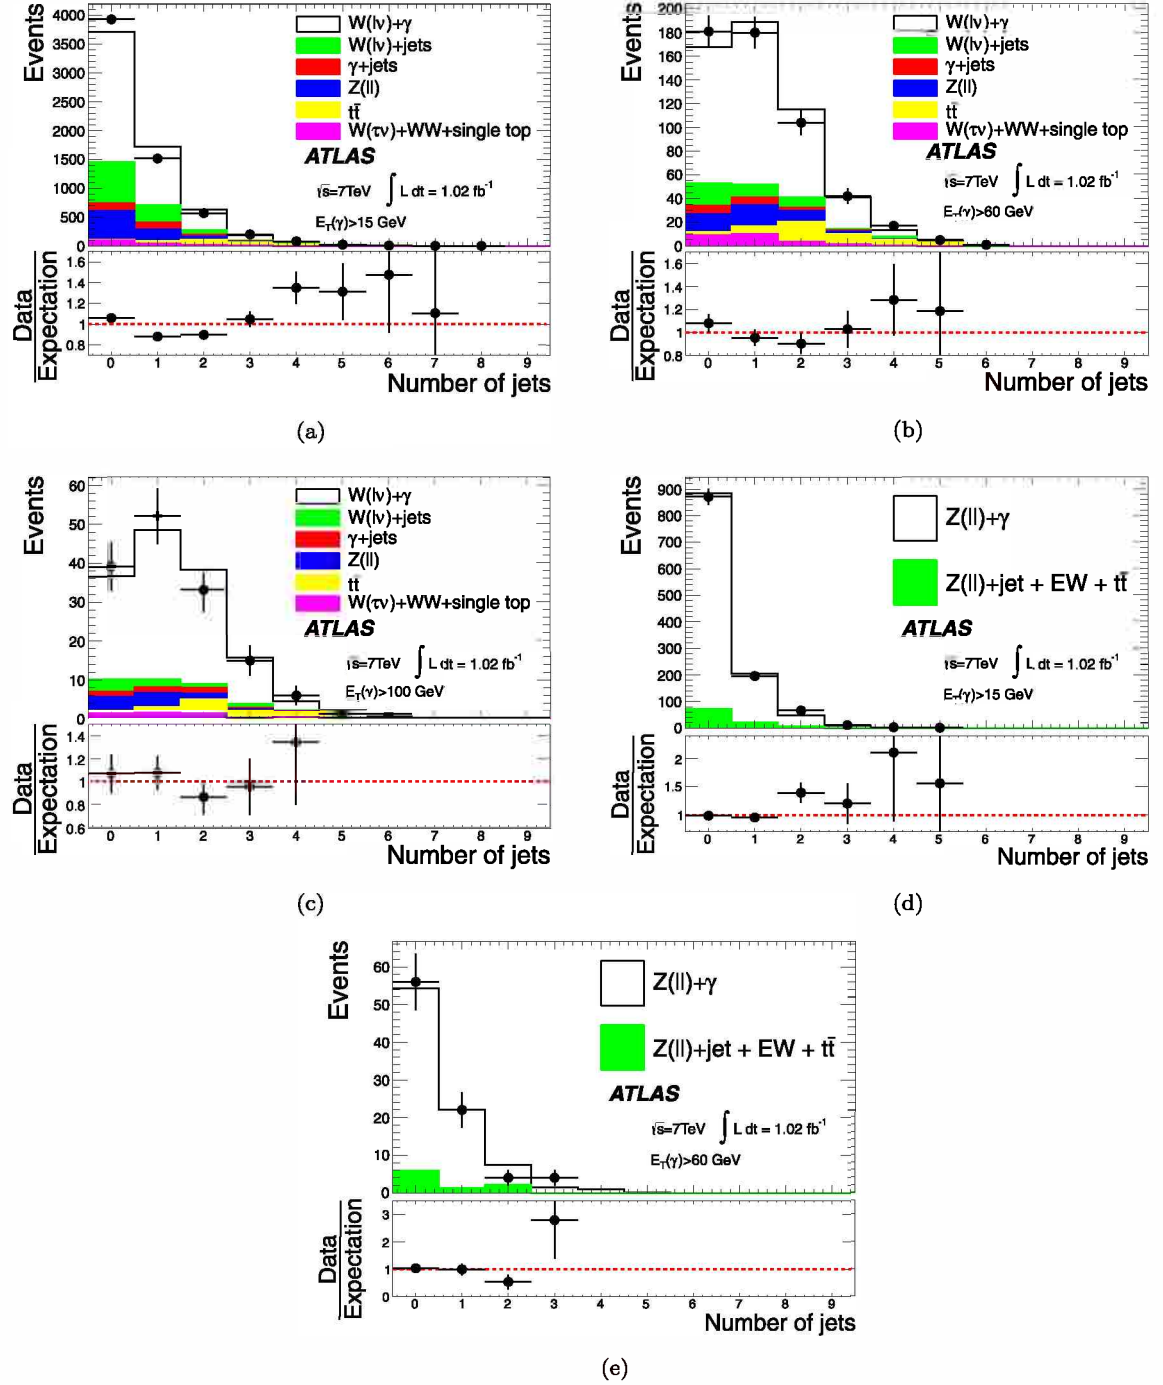 Events
4000
3500
3000
2500
2000
1500
1000
500
0
W(lν)+γ
W(lν)+jets
γ+jets
Z(ll)
tt̄
W(τν)+WW+single top
ATLAS
√s=7TeV ∫ L dt = 1.02 fb⁻¹
E_T(γ)>15 GeV
Data
Expectation
1.6
1.4
1.2
1
0.8
0 1 2 3 4 5 6 7 8 9
Number of jets
(a)
Events
200
180
160
140
120
100
80
60
40
20
0
W(lν)+γ
W(lν)+jets
γ+jets
Z(ll)
tt̄
W(τν)+WW+single top
ATLAS
√s=7TeV ∫ L dt = 1.02 fb⁻¹
E_T(γ)>60 GeV
Data
Expectation
1.6
1.4
1.2
1
0.8
0 1 2 3 4 5 6 7 8 9
Number of jets
(b)
Events
60
50
40
30
20
10
0
W(lν)+γ
W(lν)+jets
γ+jets
Z(ll)
tt̄
W(τν)+WW+single top
ATLAS
√s=7TeV ∫ L dt = 1.02 fb⁻¹
E_T(γ)>100 GeV
Data
Expectation
1.4
1.2
1
0.8
0.6
0 1 2 3 4 5 6 7 8 9
Number of jets
(c)
Events
900
800
700
600
500
400
300
200
100
0
Z(ll)+γ
Z(ll)+jet + EW + tt̄
ATLAS
√s=7TeV ∫ L dt = 1.02 fb⁻¹
E_T(γ)>15 GeV
Data
Expectation
2
1.5
1
0 1 2 3 4 5 6 7 8 9
Number of jets
(d)
Events
60
50
40
30
20
10
0
Z(ll)+γ
Z(ll)+jet + EW + tt̄
ATLAS
√s=7TeV ∫ L dt = 1.02 fb⁻¹
E_T(γ)>60 GeV
Data
Expectation
3
2
1
0
0 1 2 3 4 5 6 7 8 9
Number of jets
(e)